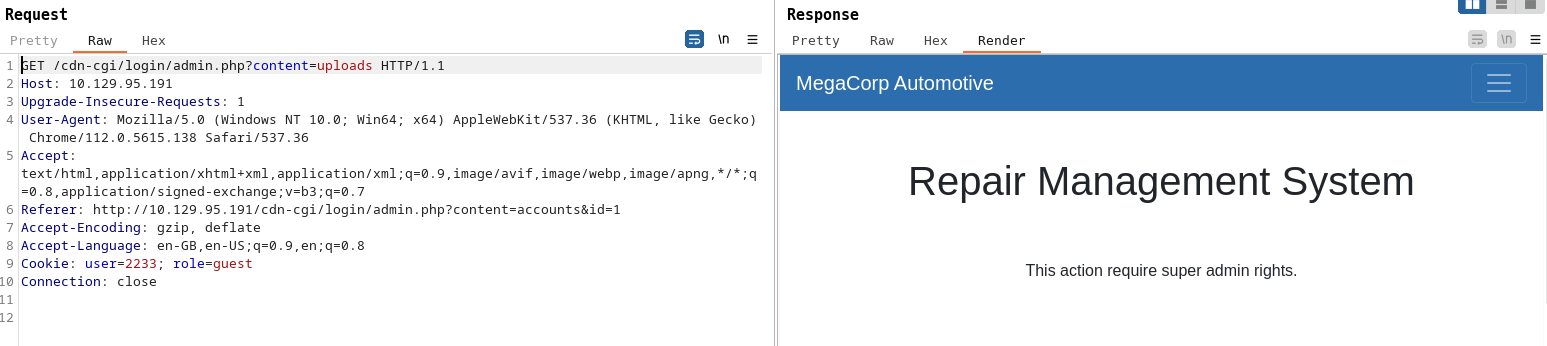 Request
Pretty Raw Hex \n
1 GET /cdn-cgi/login/admin.php?content=uploads HTTP/1.1
2 Host: 10.129.95.191
3 Upgrade-Insecure-Requests: 1
4 User-Agent: Mozilla/5.0 (Windows NT 10.0; Win64; x64) AppleWebKit/537.36 (KHTML, like Gecko)
Chrome/112.0.5615.138 Safari/537.36
5 Accept:
text/html,application/xhtml+xml,application/xml;q=0.9,image/avif,image/webp,image/apng,*/*;q
=0.8,application/signed-exchange;v=b3;q=0.7
6 Referer: http://10.129.95.191/cdn-cgi/login/admin.php?content=accounts&id=1
7 Accept-Encoding: gzip, deflate
8 Accept-Language: en-GB,en-US;q=0.9,en;q=0.8
9 Cookie: user=2233; role=guest
10 Connection: close
11
12
Response
Pretty Raw Hex Render \n
MegaCorp Automotive
Repair Management System
This action require super admin rights.